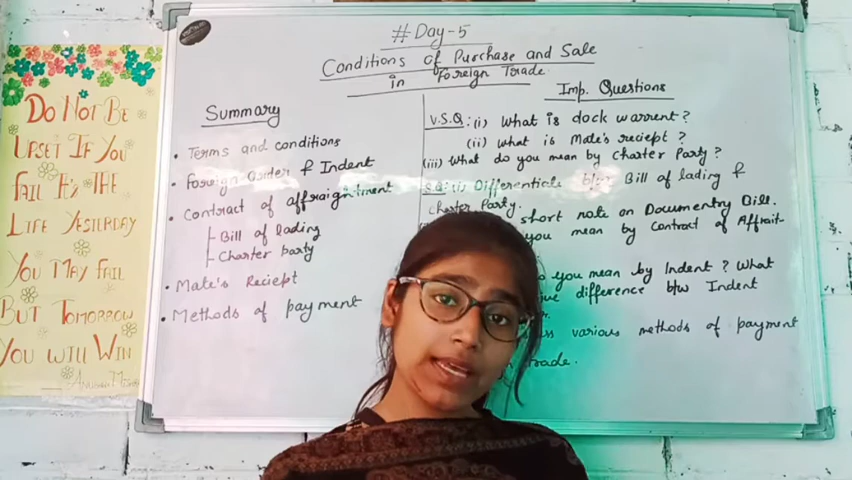 #Day-5
Conditions of Purchase and Sale
in Foreign Trade
Do Not Be
Upset If You
Fail It's The
Life Yesterday
You May Fail
But Tomorrow
You Will Win
Summary
• Terms and conditions
• Foreign Order & Indent
• Contract of affraignment
Bill of lading
Charter party
• Mate's Reciept
• Methods of payment
Imp. Questions
V.S.Q : (i) What is dock warrent?
(ii) What is Mate's reciept ?
(iii) What do you mean by Charter Party ?
(i) Differentials b/w Bill of lading &
Charter Party.
short note on Documentry Bill.
you mean by Contract of Affrait-
you mean by Indent ? What
difference b/w Indent
various methods of payment
trade.